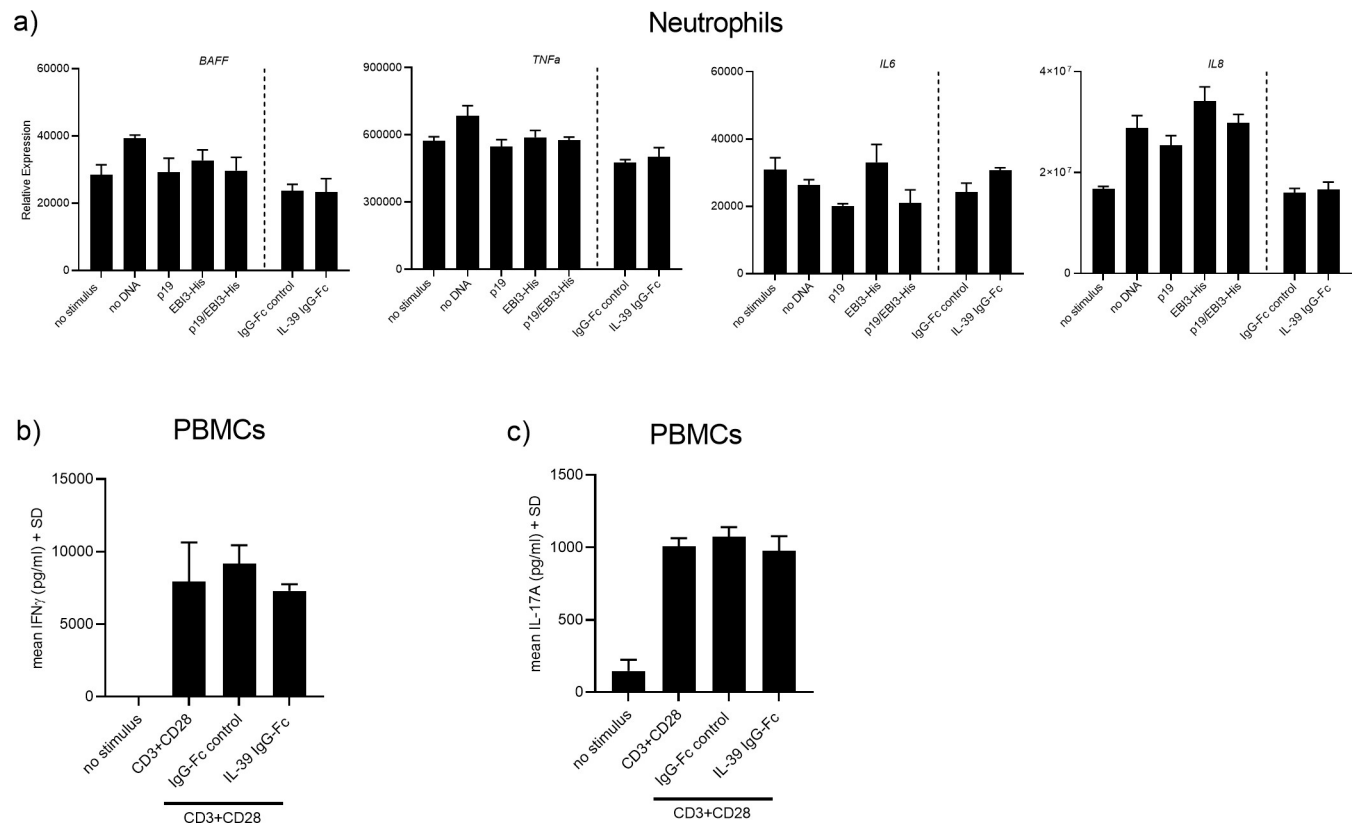 a)
Neutrophils
BAFF
Relative Expression
60000
40000
20000
0
no stimulus
no DNA
p19
EBI3-His
p19/EBI3-His
IgG-Fc control
IL-39 IgG-Fc
TNFa
900000
600000
300000
0
no stimulus
no DNA
p19
EBI3-His
p19/EBI3-His
IgG-Fc control
IL-39 IgG-Fc
IL6
60000
40000
20000
0
no stimulus
no DNA
p19
EBI3-His
p19/EBI3-His
IgG-Fc control
IL-39 IgG-Fc
IL8
4×10⁷
2×10⁷
0
no stimulus
no DNA
p19
EBI3-His
p19/EBI3-His
IgG-Fc control
IL-39 IgG-Fc
b)
PBMCs
mean IFNγ (pg/ml) + SD
15000
10000
5000
0
no stimulus
CD3+CD28
IgG-Fc control
IL-39 IgG-Fc
CD3+CD28
c)
PBMCs
mean IL-17A (pg/ml) + SD
1500
1000
500
0
no stimulus
CD3+CD28
IgG-Fc control
IL-39 IgG-Fc
CD3+CD28